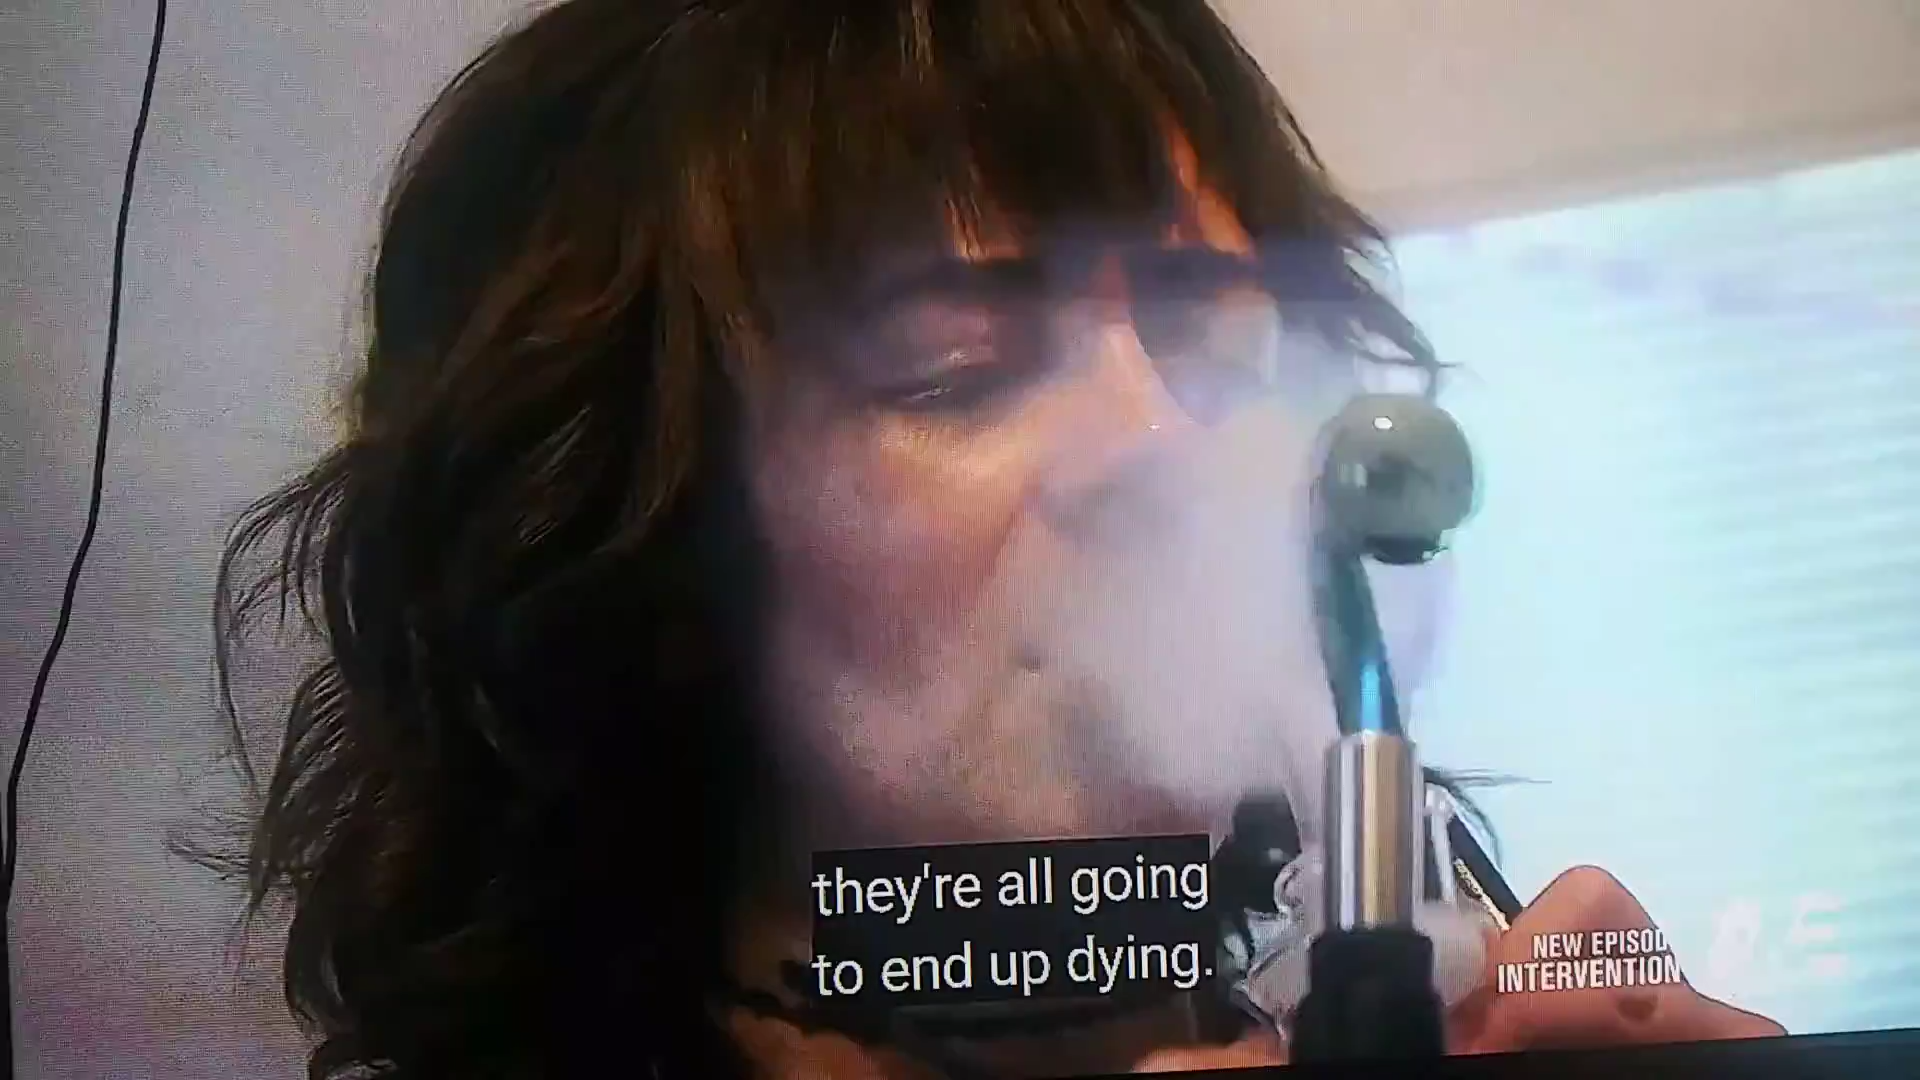 they're all going
to end up dying.
NEW EPISOD
INTERVENTION
A&E